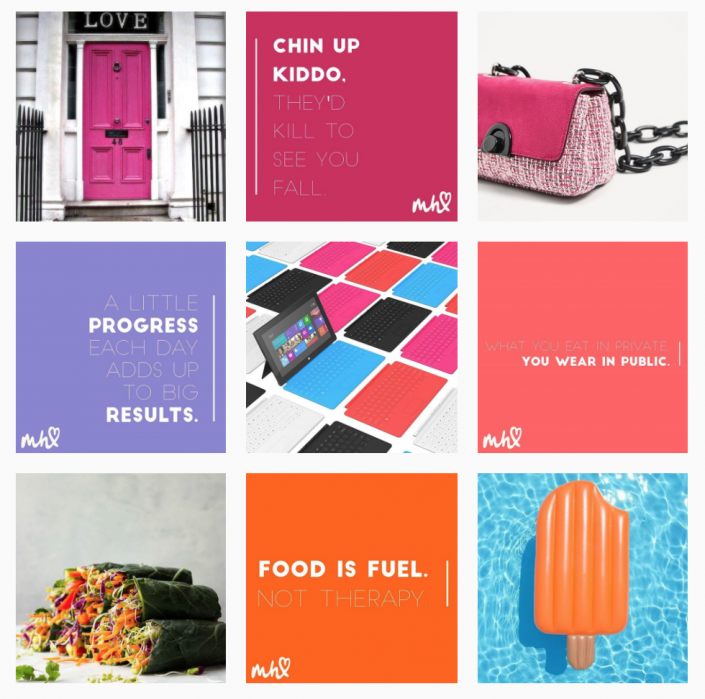 LOVE
48
CHIN UP
KIDDO,
THEY'D
KILL TO
SEE YOU
FALL.
mh
A LITTLE
PROGRESS
EACH DAY
ADDS UP
TO BIG
RESULTS.
mh
WHAT YOU EAT IN PRIVATE
YOU WEAR IN PUBLIC.
mh
FOOD IS FUEL.
NOT THERAPY
mh